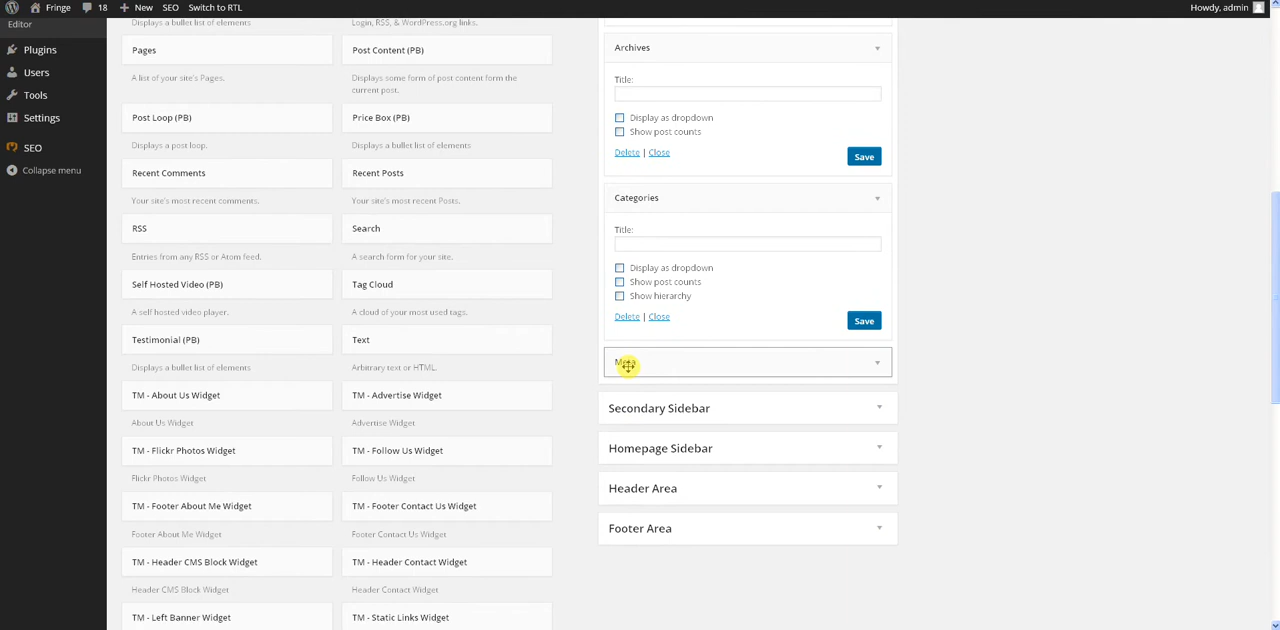 Fringe 18 New SEO Switch to RTL Howdy, admin
Editor
Plugins
Users
Tools
Settings
SEO
Collapse menu
Displays a bullet list of elements
Login, RSS, & WordPress.org links.
Pages
Post Content (PB)
A list of your site's Pages.
Displays some form of post content form the
current post.
Post Loop (PB)
Price Box (PB)
Displays a post loop.
Displays a bullet list of elements
Recent Comments
Recent Posts
Your site's most recent comments.
Your site's most recent Posts.
RSS
Search
Entries from any RSS or Atom feed.
A search form for your site.
Self Hosted Video (PB)
Tag Cloud
A self hosted video player.
A cloud of your most used tags.
Testimonial (PB)
Text
Displays a bullet list of elements
Arbitrary text or HTML.
TM - About Us Widget
TM - Advertise Widget
About Us Widget
Advertise Widget
TM - Flickr Photos Widget
TM - Follow Us Widget
Flickr Photos Widget
Follow Us Widget
TM - Footer About Me Widget
TM - Footer Contact Us Widget
Footer About Me Widget
Footer Contact Us Widget
TM - Header CMS Block Widget
TM - Header Contact Widget
Header CMS Block Widget
Header Contact Widget
TM - Left Banner Widget
TM - Static Links Widget
Archives
Title:
Display as dropdown
Show post counts
Delete | Close
Save
Categories
Title:
Display as dropdown
Show post counts
Show hierarchy
Delete | Close
Save
Meta
Secondary Sidebar
Homepage Sidebar
Header Area
Footer Area